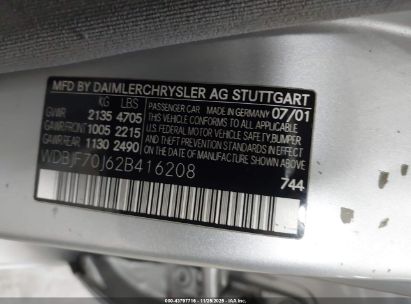 MFD BY DAIMLERCHRYSLER AG STUTTGART
KG LBS PASSENGER CAR MADE IN GERMANY 07/01
GVWR 2135 4705 THIS VEHICLE CONFORMS TO ALL APPLICABLE
GAWR/FRONT 1005 2215 U.S. FEDERAL MOTOR VEHICLE SAFETY, BUMPER
GAWR/REAR 1130 2490 AND THEFT PREVENTION STANDARDS IN
EFFECT ON THE DATE OF MANUFACTURE SHOWN ABOVE.
WDBJF70J62B416208
744